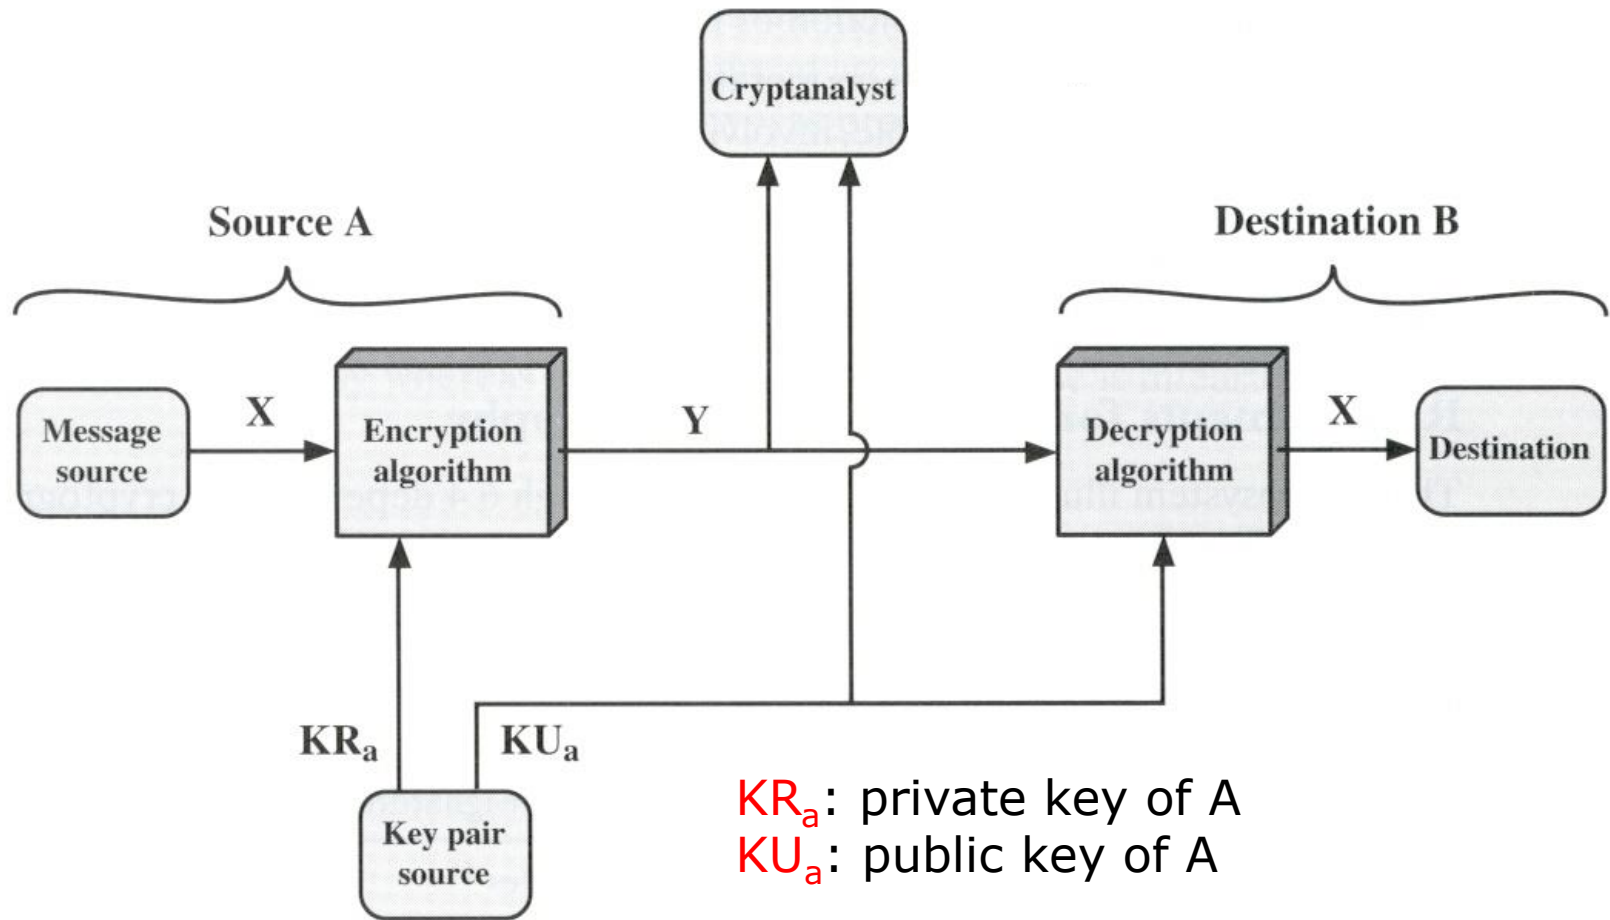 Cryptanalyst
Source A
Destination B
Message
source
X
Encryption
algorithm
Y
Decryption
algorithm
X
Destination
KRₐ
KUₐ
Key pair
source
KRₐ: private key of A
KUₐ: public key of A